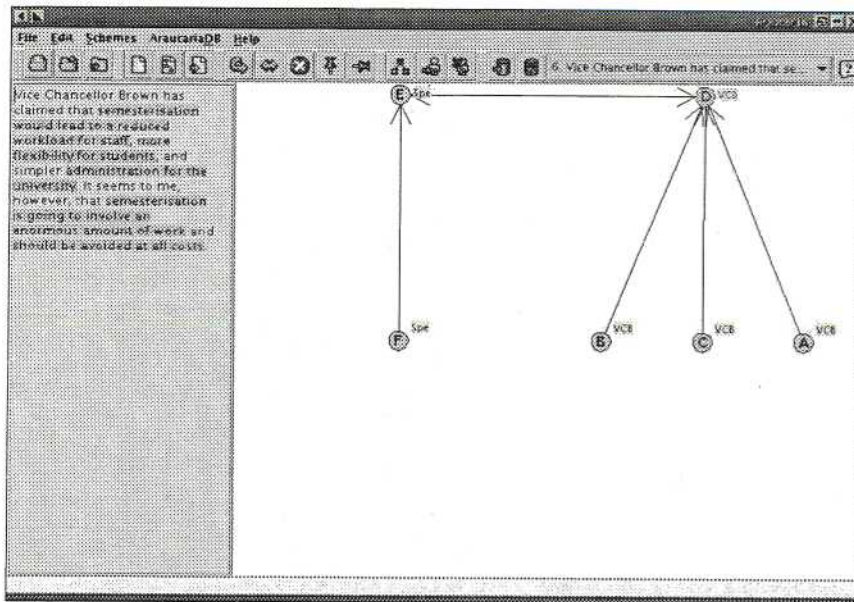 File Edit Schemes AraucariaDB Help
6. Vice Chancellor Brown has claimed that se...
Vice Chancellor Brown has
claimed that semesterisation
would lead to a reduced
workload for staff, more
flexibility for students, and
simpler administration for the
university. It seems to me,
however, that semesterisation
is going to involve an
enormous amount of work and
should be avoided at all costs.
E Spe
D VCB
F Spe
B VCB
C VCB
A VCB